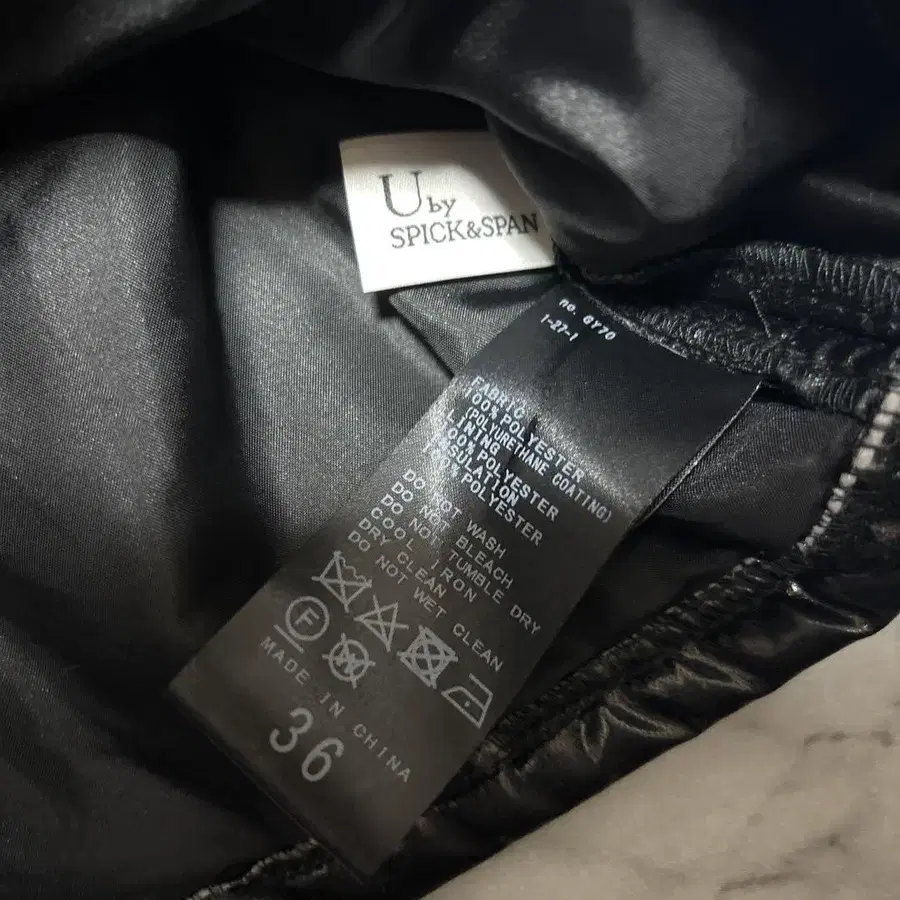 U by
SPICK&SPAN
no. GY70
1-27-1
FABRIC
100% POLYESTER
(POLYURETHANE COATING)
LINING
100% POLYESTER
INSULATION
POLYESTER
DO NOT WASH
DO NOT BLEACH
DO NOT TUMBLE DRY
COOL IRON
DRY CLEAN
DO NOT WET CLEAN
F
W
MADE IN CHINA
36